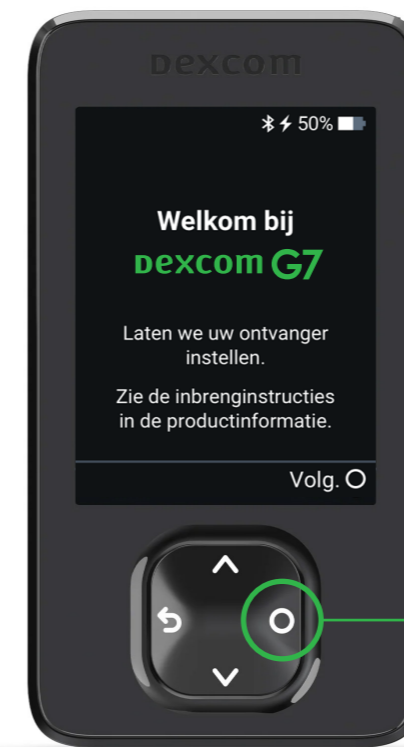 Dexcom
50%
Welkom bij
Dexcom G7
Laten we uw ontvanger
instellen.
Zie de inbrenginstructies
in de productinformatie.
Volg.